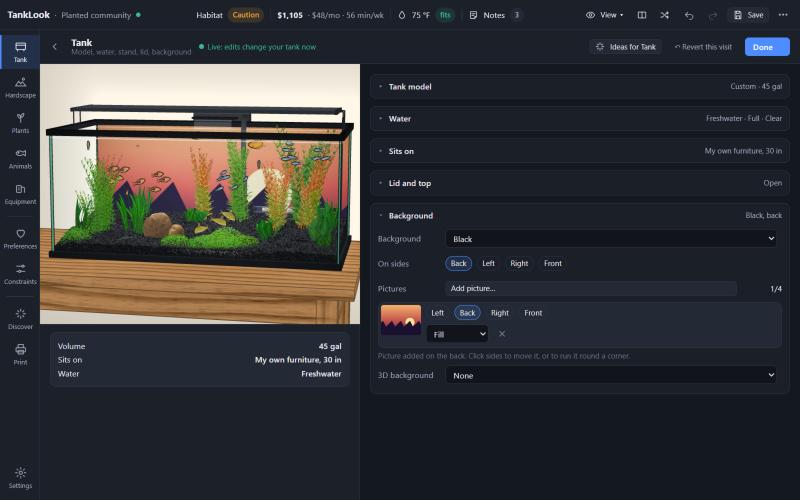 TankLook · Planted community
Habitat Caution $1,105 · $48/mo · 56 min/wk 75 °F fits Notes 3
View Save
Tank
Model, water, stand, lid, background
Live: edits change your tank now
Ideas for Tank
Revert this visit
Done
Tank
Hardscape
Plants
Animals
Equipment
Preferences
Constraints
Discover
Print
Settings
Volume 45 gal
Sits on My own furniture, 30 in
Water Freshwater
Tank model Custom · 45 gal
Water Freshwater · Full · Clear
Sits on My own furniture, 30 in
Lid and top Open
Background Black, back
Background Black
On sides Back Left Right Front
Pictures Add picture... 1/4
Left Back Right Front
Fill
Picture added on the back. Click sides to move it, or to run it round a corner.
3D background None